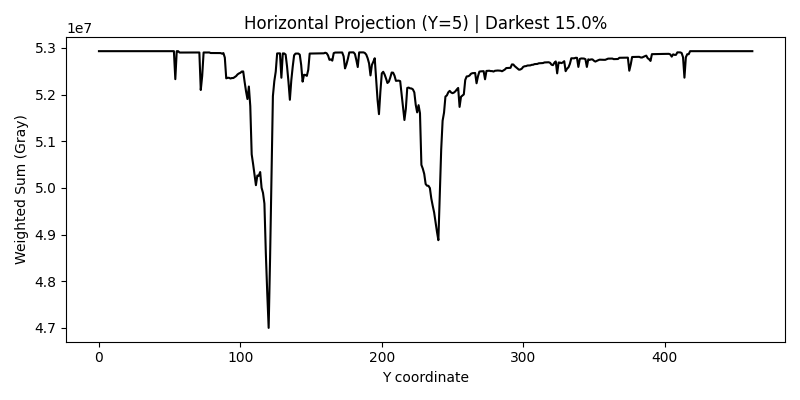 Horizontal Projection (Y=5) | Darkest 15.0%
1e7
5.3
5.2
5.1
5.0
4.9
4.8
4.7
Weighted Sum (Gray)
0 100 200 300 400
Y coordinate